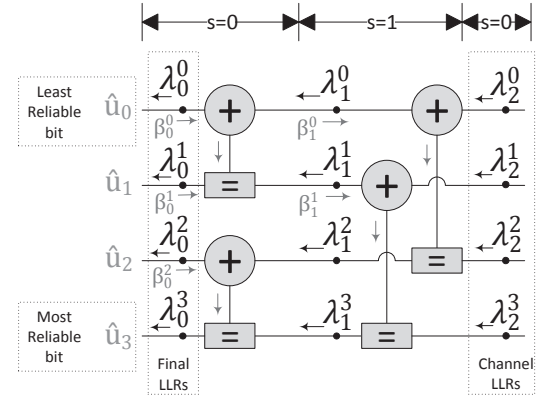 s=0 s=1 s=0
Least
Reliable
bit
λ₀⁰ λ₁⁰ λ₂⁰
û₀ + +
β₀⁰ β₁⁰
λ₀¹ λ₁¹ λ₂¹
û₁ = +
β₀¹ β₁¹
λ₀² λ₁² λ₂²
û₂ + =
β₀²
λ₀³ λ₁³ λ₂³
Most
Reliable
bit
û₃ = =
Final
LLRs
Channel
LLRs